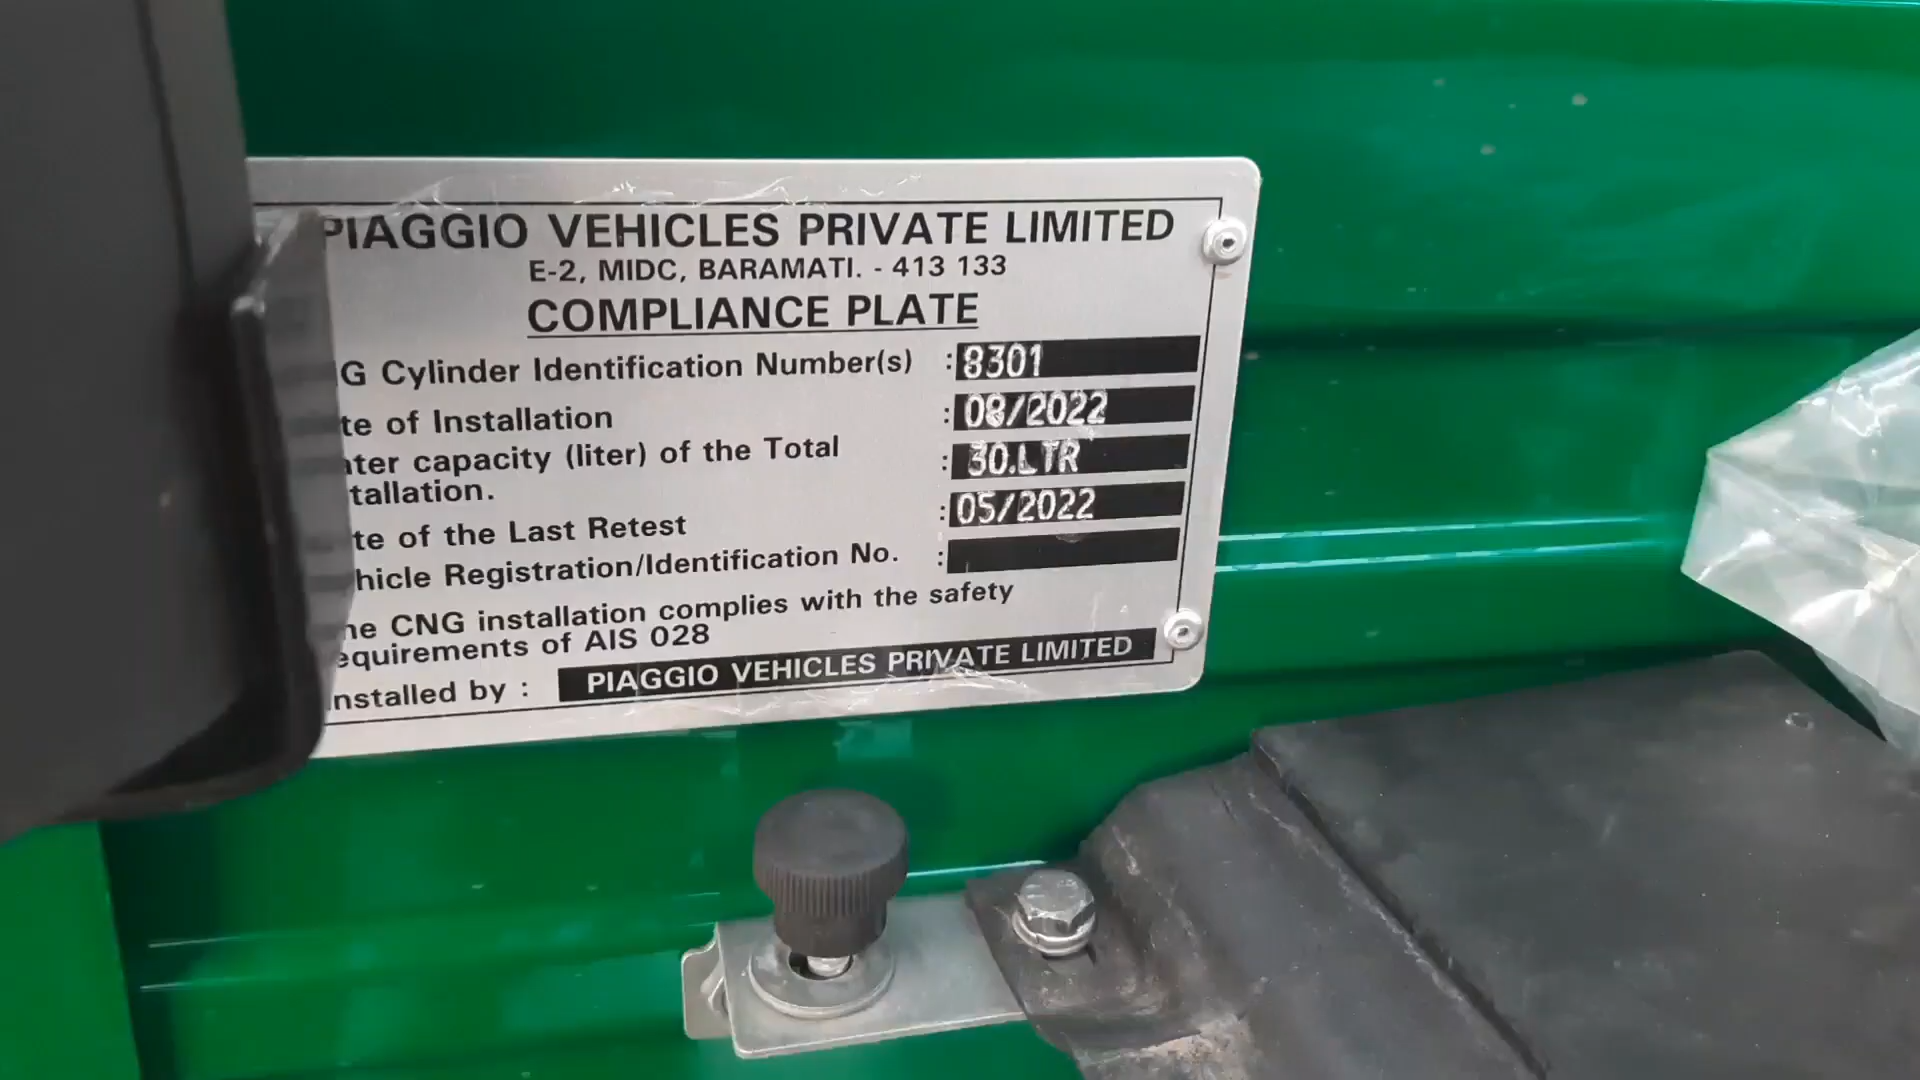 PIAGGIO VEHICLES PRIVATE LIMITED
E-2, MIDC, BARAMATI. - 413 133
COMPLIANCE PLATE
G Cylinder Identification Number(s) : 8301
te of Installation : 08/2022
ater capacity (liter) of the Total : 30.LTR
tallation.
te of the Last Retest : 05/2022
hicle Registration/Identification No. :
he CNG installation complies with the safety
equirements of AIS 028
nstalled by : PIAGGIO VEHICLES PRIVATE LIMITED